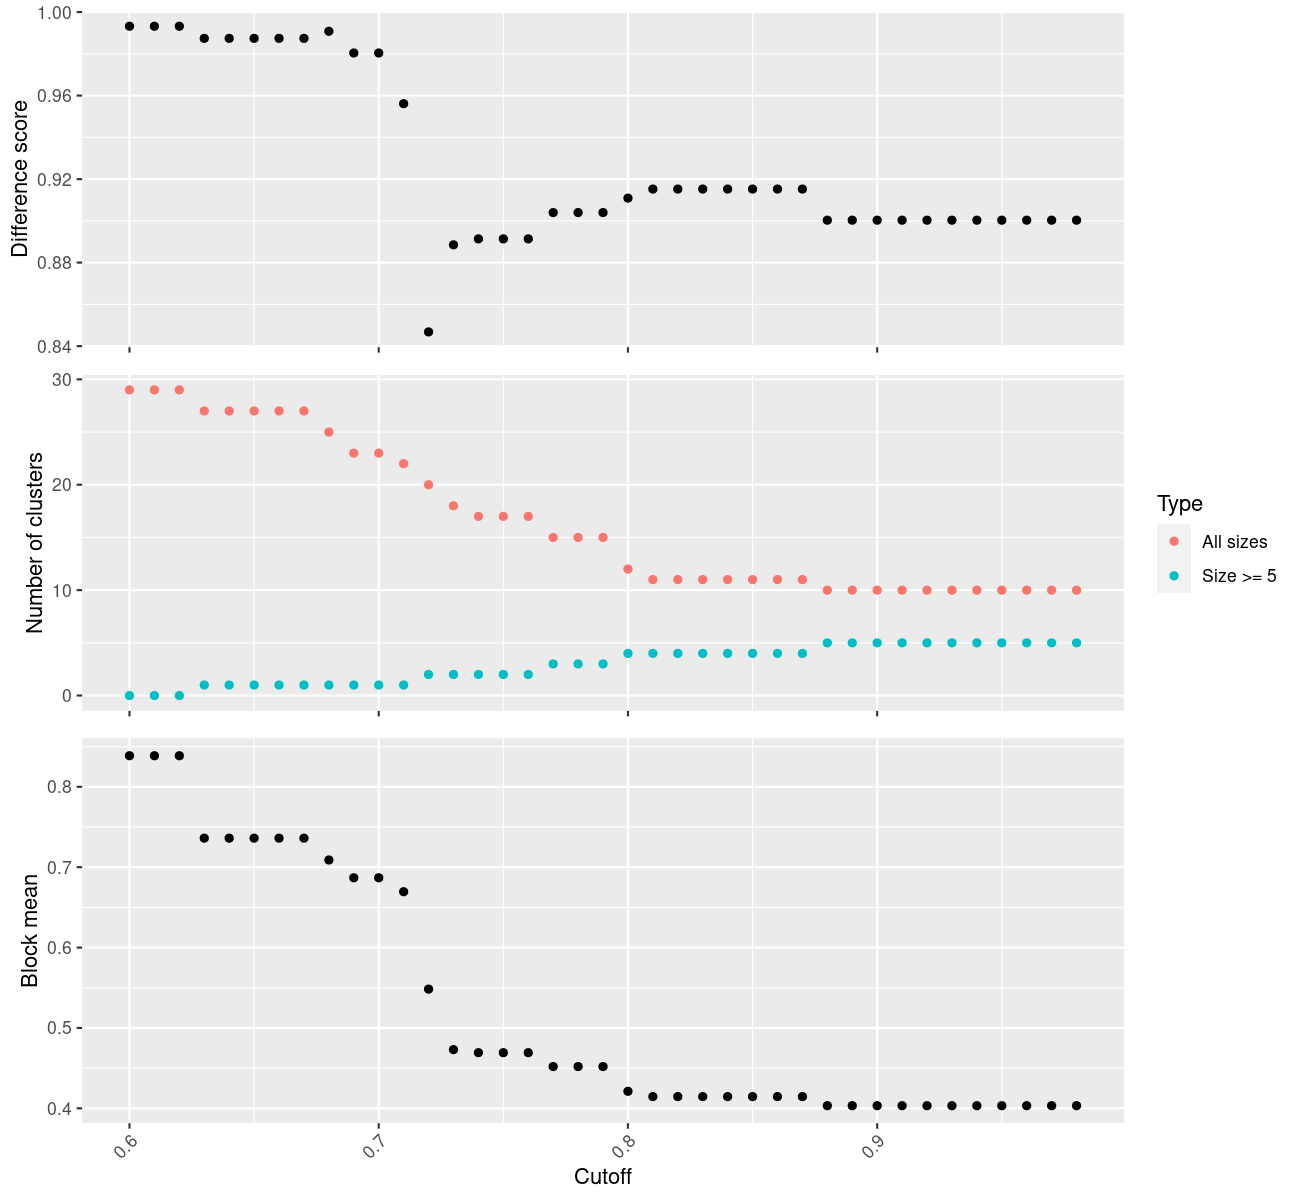 Difference score
1.00
0.96
0.92
0.88
0.84
Number of clusters
30
20
10
0
Type
All sizes
Size >= 5
Block mean
0.8
0.7
0.6
0.5
0.4
0.6 0.7 0.8 0.9
Cutoff